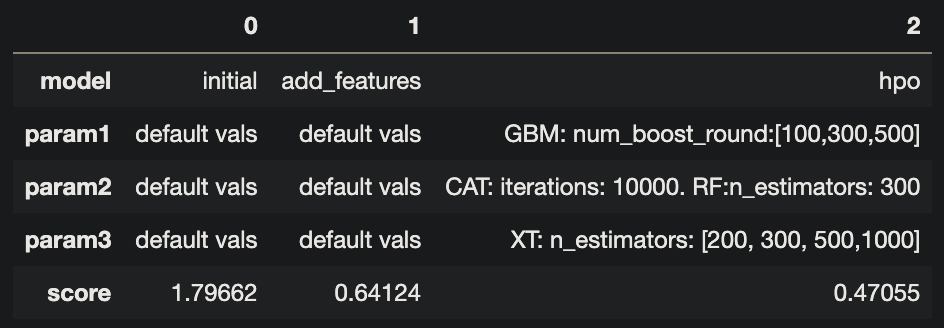 0 1 2
model initial add_features hpo
param1 default vals default vals GBM: num_boost_round:[100,300,500]
param2 default vals default vals CAT: iterations: 10000. RF:n_estimators: 300
param3 default vals default vals XT: n_estimators: [200, 300, 500,1000]
score 1.79662 0.64124 0.47055